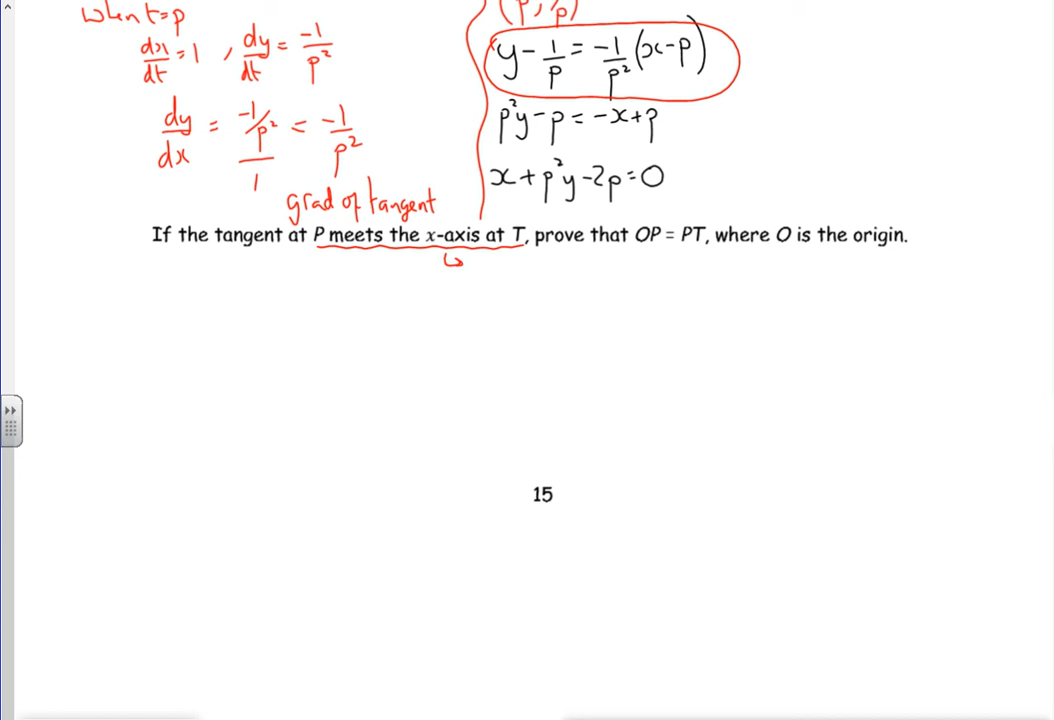 when t=p
dx/dt = 1 , dy/dt = -1/p²
dy/dx = (-1/p²)/1 = -1/p²
grad of tangent
(p, 1/p)
y - 1/p = -1/p² (x-p)
p²y - p = -x + p
x + p²y - 2p = 0
If the tangent at P meets the x-axis at T, prove that OP = PT, where O is the origin.
15